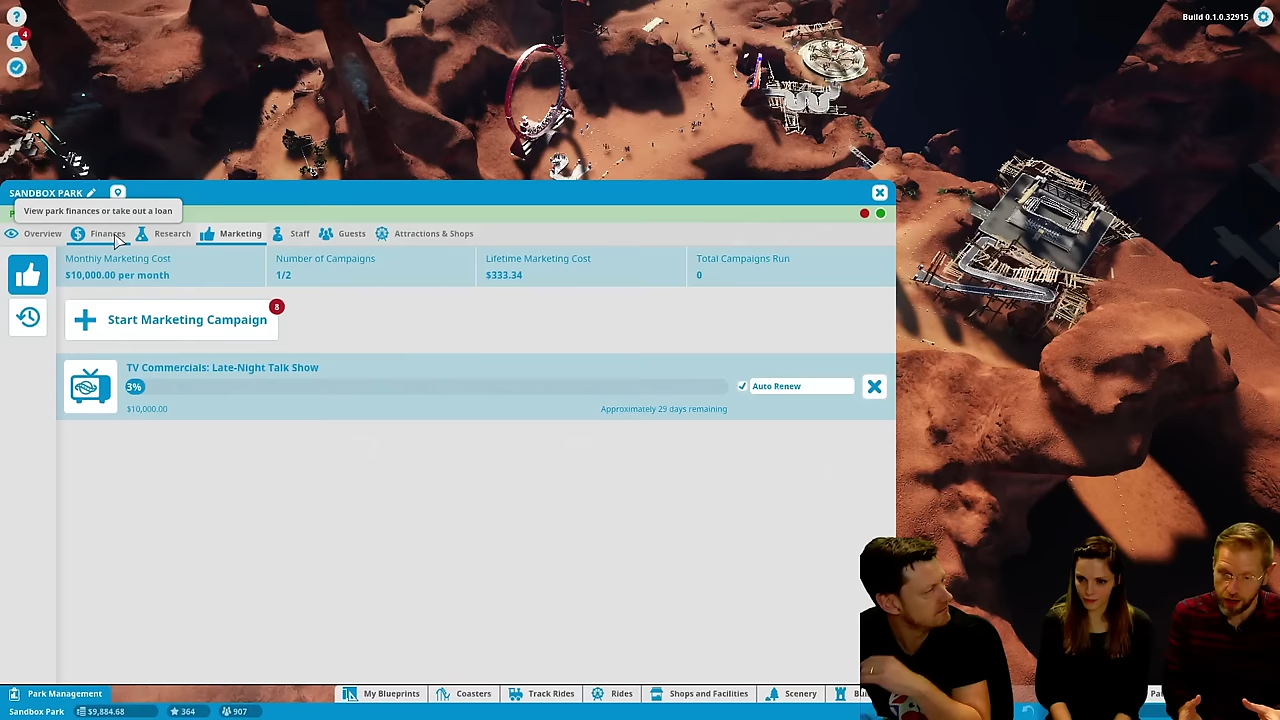 ?
Build 0.1.0.32915
4
SANDBOX PARK
View park finances or take out a loan
Overview
Finances
Research
Marketing
Staff
Guests
Attractions & Shops
Monthly Marketing Cost
$10,000.00 per month
Number of Campaigns
1/2
Lifetime Marketing Cost
$333.34
Total Campaigns Run
0
Start Marketing Campaign
8
TV Commercials: Late-Night Talk Show
3%
Auto Renew
$10,000.00
Approximately 29 days remaining
Park Management
My Blueprints
Coasters
Track Rides
Rides
Shops and Facilities
Scenery
Sandbox Park
$9,884.68
364
907